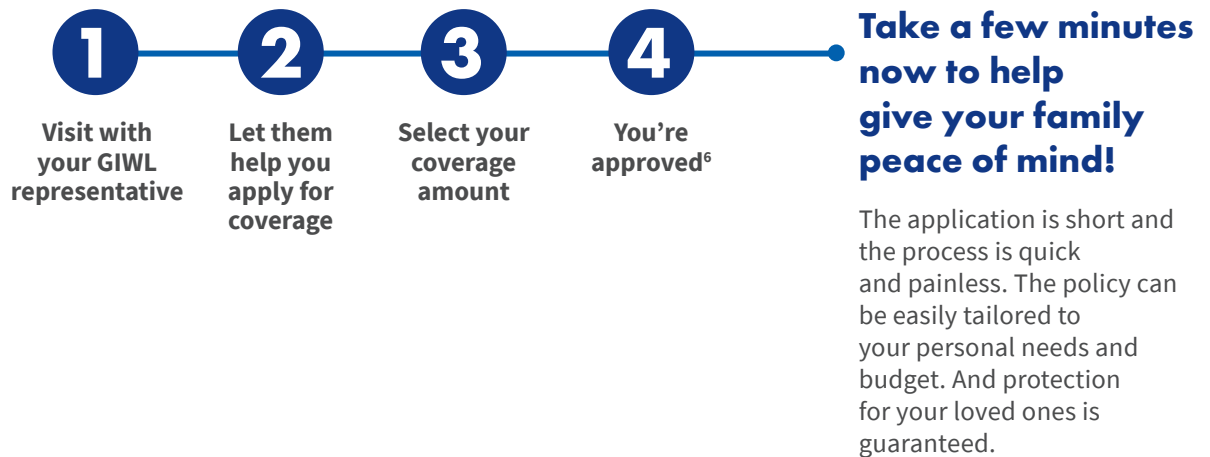 1
Visit with
your GIWL
representative
2
Let them
help you
apply for
coverage
3
Select your
coverage
amount
4
You’re
approved⁶
Take a few minutes
now to help
give your family
peace of mind!
The application is short and
the process is quick
and painless. The policy can
be easily tailored to
your personal needs and
budget. And protection
for your loved ones is
guaranteed.